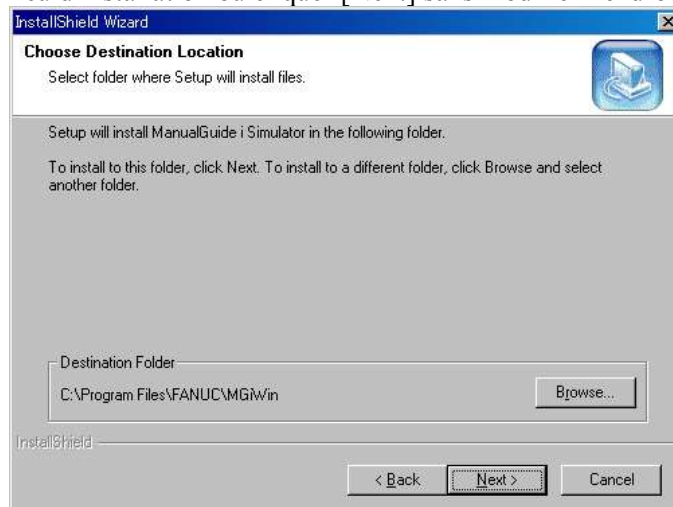 InstallShield Wizard
Choose Destination Location
Select folder where Setup will install files.
Setup will install ManualGuide i Simulator in the following folder.
To install to this folder, click Next. To install to a different folder, click Browse and select
another folder.
Destination Folder
C:\Program Files\FANUC\MGiWin
Browse...
InstallShield
< Back
Next >
Cancel